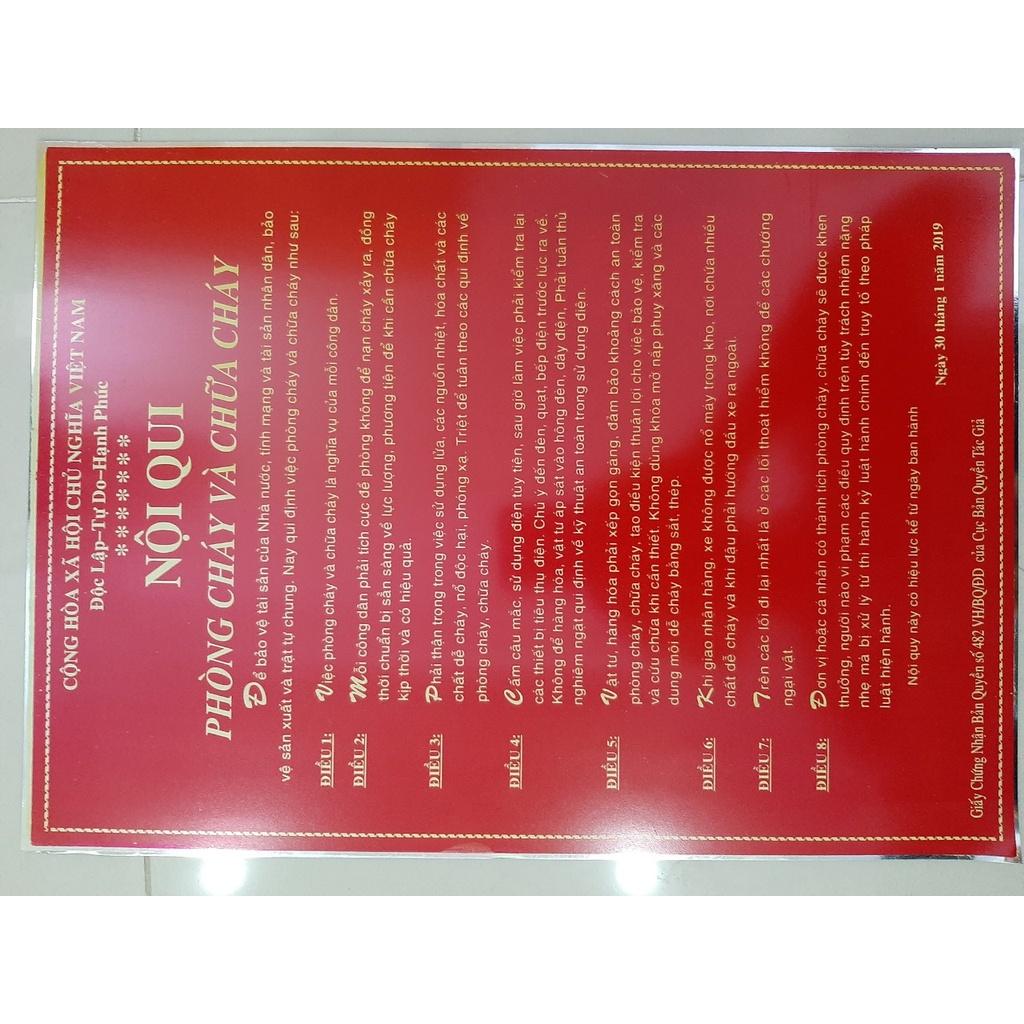 CỘNG HÒA XÃ HỘI CHỦ NGHĨA VIỆT NAM
Độc Lập–Tự Do–Hạnh Phúc
******
NỘI QUI
PHÒNG CHÁY VÀ CHỮA CHÁY
Để bảo vệ tài sản của Nhà nước, tính mạng và tài sản nhân dân, bảo
vệ sản xuất và trật tự chung. Nay qui định việc phòng cháy và chữa cháy như sau:
ĐIỀU 1: Việc phòng cháy và chữa cháy là nghĩa vụ của mỗi công dân.
ĐIỀU 2: Mỗi công dân phải tích cực để phòng không để nạn cháy xảy ra, đồng
thời chuẩn bị sẵn sàng về lực lượng, phương tiện để khi cần chữa cháy
kịp thời và có hiệu quả.
ĐIỀU 3: Phải thận trọng trong việc sử dụng lửa, các nguồn nhiệt, hóa chất và các
chất dễ cháy, nổ độc hại, phóng xạ. Triệt để tuân theo các qui định về
phòng cháy, chữa cháy.
ĐIỀU 4: Cấm câu mắc, sử dụng điện tùy tiện, sau giờ làm việc phải kiểm tra lại
các thiết bị tiêu thụ điện. Chú ý đến đèn, quạt, bếp điện trước lúc ra về.
Không để hàng hóa, vật tư áp sát vào hông đèn, dây điện, Phải tuân thủ
nghiêm ngặt qui định về kỹ thuật an toàn trong sử dụng điện.
ĐIỀU 5: Vật tư hàng hóa phải xếp gọn gàng, đảm bảo khoảng cách an toàn
phòng cháy, chữa cháy, tạo điều kiện thuận lợi cho việc bảo vệ, kiểm tra
và cứu chữa khi cần thiết. Không dùng khóa mở nắp phuy xăng và các
dung môi dễ cháy bằng sắt, thép.
ĐIỀU 6: Khi giao nhân hàng, xe không được nổ máy trong kho, nơi chứa nhiều
chất dễ cháy và khi đậu phải hướng đầu xe ra ngoài.
ĐIỀU 7: Trên các lối đi lại nhất là ở các lối thoát hiểm không để các chướng
ngại vật.
ĐIỀU 8: Đơn vị hoặc cá nhân có thành tích phòng cháy, chữa cháy sẽ được khen
thưởng, người nào vi phạm các điều quy định trên tùy trách nhiệm nặng
nhẹ mà bị xử lý từ thi hành kỷ luật hành chính đến truy tố theo pháp
luật hiện hành.
Nội quy này có hiệu lực kể từ ngày ban hành
Ngày 30 tháng 1 năm 2019
Giấy Chứng Nhận Bản Quyền số 482 VH/BQ/ĐD của Cục Bản Quyền Tác Giả